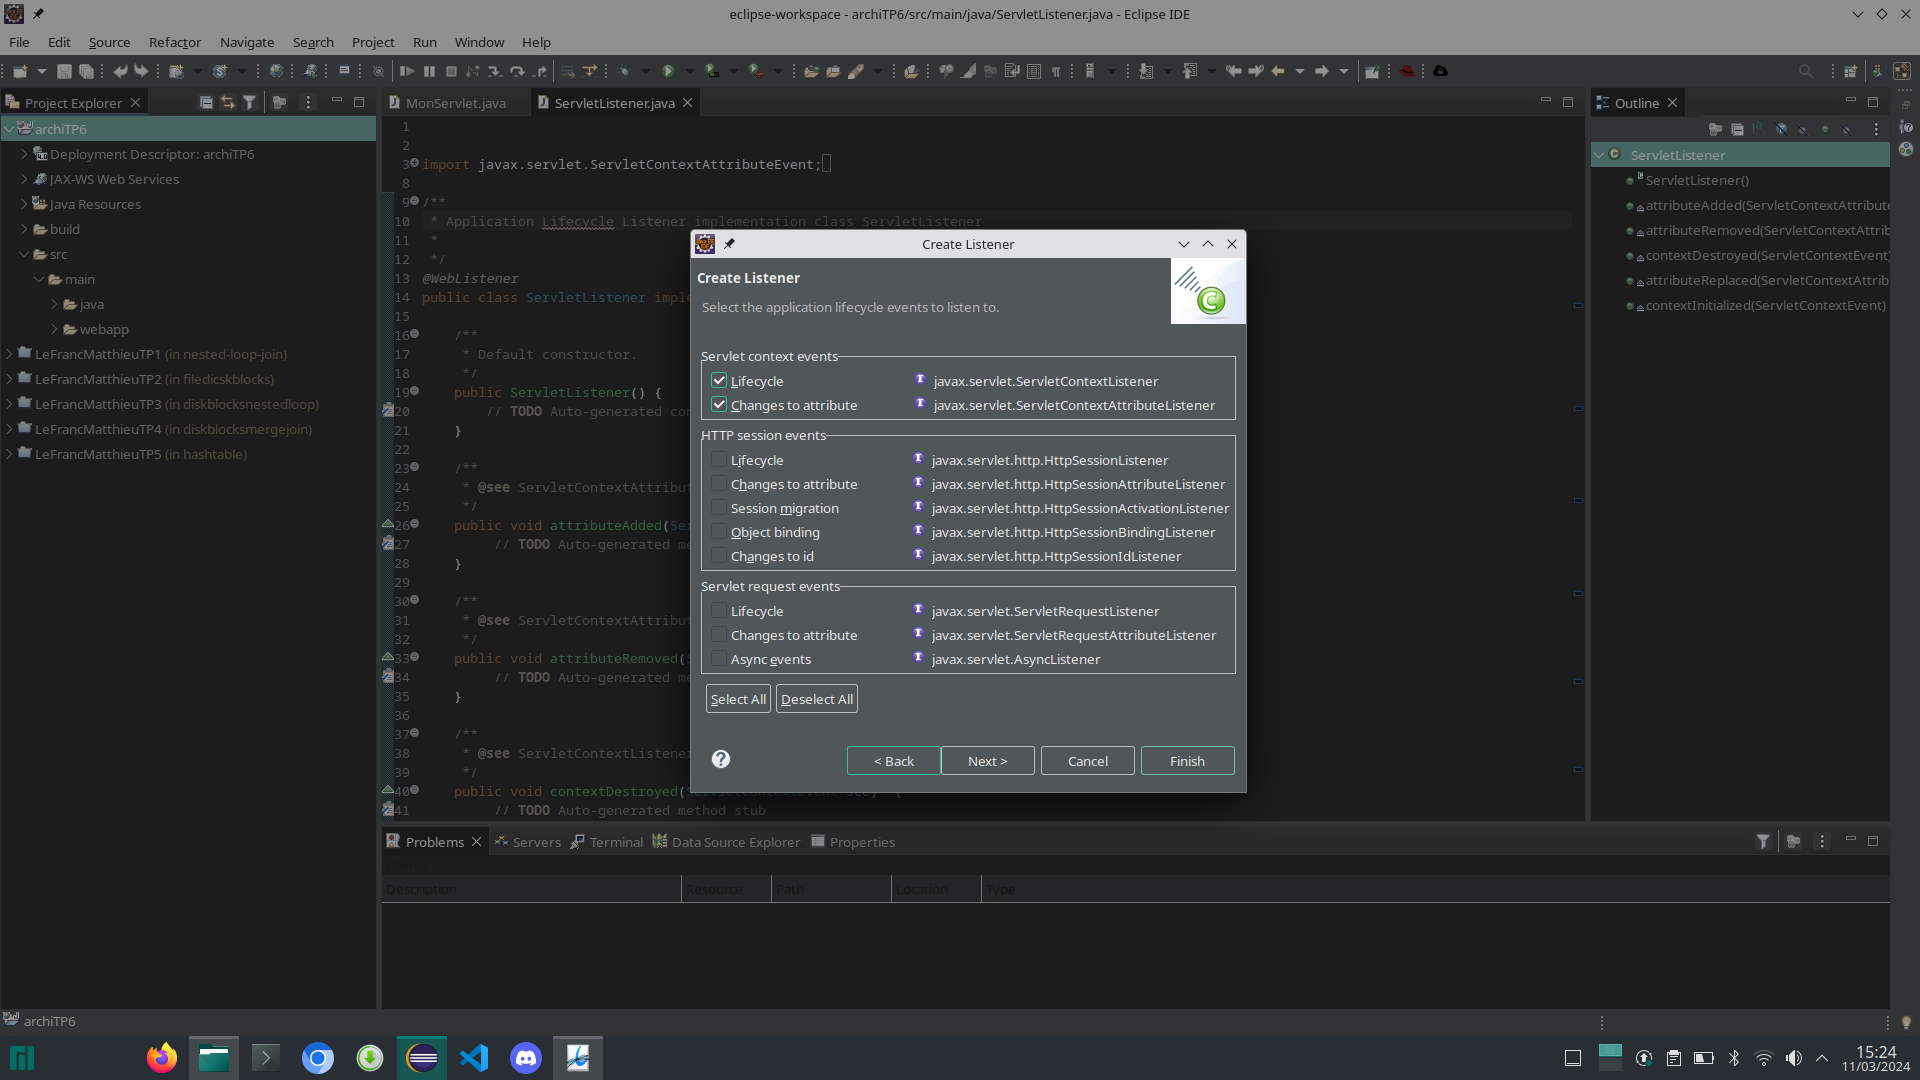 eclipse-workspace - archiTP6/src/main/java/ServletListener.java - Eclipse IDE
File Edit Source Refactor Navigate Search Project Run Window Help
Project Explorer
MonServlet.java
ServletListener.java
Outline
archiTP6
Deployment Descriptor: archiTP6
JAX-WS Web Services
Java Resources
build
src
main
java
webapp
LeFrancMatthieuTP1 (in nested-loop-join)
LeFrancMatthieuTP2 (in filedicskblocks)
LeFrancMatthieuTP3 (in diskblocksnestedloop)
LeFrancMatthieuTP4 (in diskblocksmergejoin)
LeFrancMatthieuTP5 (in hashtable)
1
2
3 import javax.servlet.ServletContextAttributeEvent;
8
9 /**
10 * Application Lifecycle Listener implementation class ServletListener
11 *
12 */
13 @WebListener
14 public class ServletListener imple
15
16 /**
17 * Default constructor.
18 */
19 public ServletListener() {
20 // TODO Auto-generated con
21 }
22
23 /**
24 * @see ServletContextAttribut
25 */
26 public void attributeAdded(Ser
27 // TODO Auto-generated m
28 }
29
30 /**
31 * @see ServletContextAttribut
32 */
33 public void attributeRemoved(S
34 // TODO Auto-generated me
35 }
36
37 /**
38 * @see ServletContextListener
39 */
40 public void contextDestroyed(ServletContextEvent sce) {
41 // TODO Auto-generated method stub
Create Listener
Create Listener
Select the application lifecycle events to listen to.
Servlet context events
Lifecycle javax.servlet.ServletContextListener
Changes to attribute javax.servlet.ServletContextAttributeListener
HTTP session events
Lifecycle javax.servlet.http.HttpSessionListener
Changes to attribute javax.servlet.http.HttpSessionAttributeListener
Session migration javax.servlet.http.HttpSessionActivationListener
Object binding javax.servlet.http.HttpSessionBindingListener
Changes to id javax.servlet.http.HttpSessionIdListener
Servlet request events
Lifecycle javax.servlet.ServletRequestListener
Changes to attribute javax.servlet.ServletRequestAttributeListener
Async events javax.servlet.AsyncListener
Select All Deselect All
< Back Next > Cancel Finish
ServletListener
ServletListener()
attributeAdded(ServletContextAttribute
attributeRemoved(ServletContextAttrib
contextDestroyed(ServletContextEvent)
attributeReplaced(ServletContextAttrib
contextInitialized(ServletContextEvent)
Problems Servers Terminal Data Source Explorer Properties
Description Resource Path Location Type
archiTP6
15:24
11/03/2024